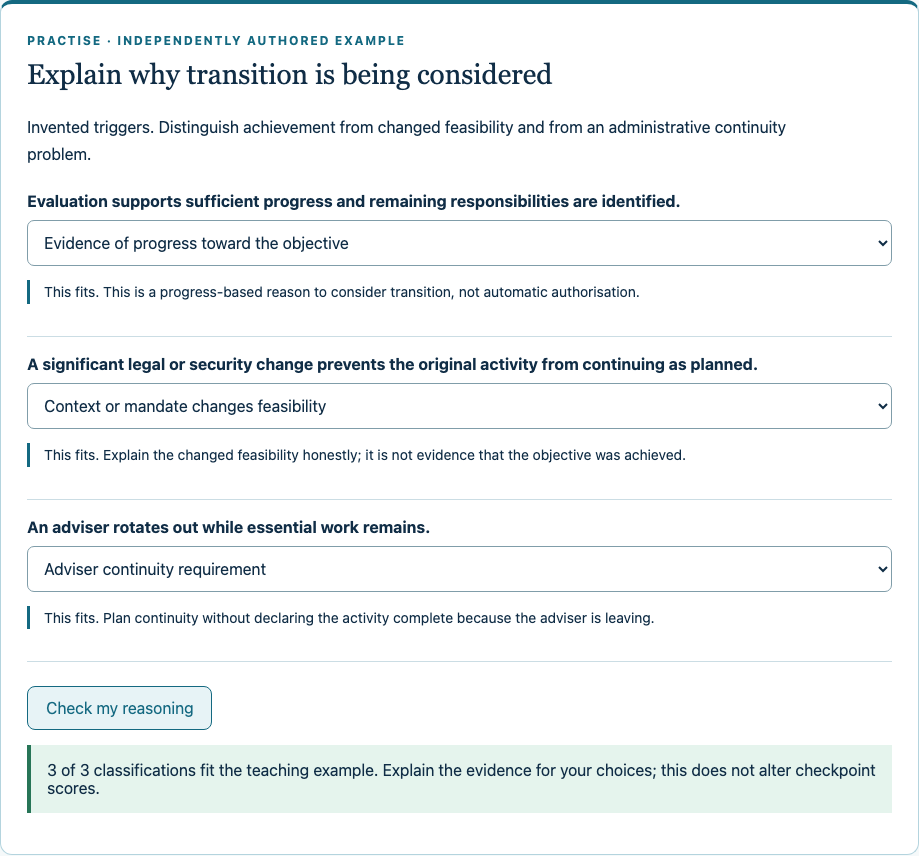 PRACTISE · INDEPENDENTLY AUTHORED EXAMPLE
Explain why transition is being considered
Invented triggers. Distinguish achievement from changed feasibility and from an administrative continuity
problem.
Evaluation supports sufficient progress and remaining responsibilities are identified.
Evidence of progress toward the objective
This fits. This is a progress-based reason to consider transition, not automatic authorisation.
A significant legal or security change prevents the original activity from continuing as planned.
Context or mandate changes feasibility
This fits. Explain the changed feasibility honestly; it is not evidence that the objective was achieved.
An adviser rotates out while essential work remains.
Adviser continuity requirement
This fits. Plan continuity without declaring the activity complete because the adviser is leaving.
Check my reasoning
3 of 3 classifications fit the teaching example. Explain the evidence for your choices; this does not alter checkpoint
scores.